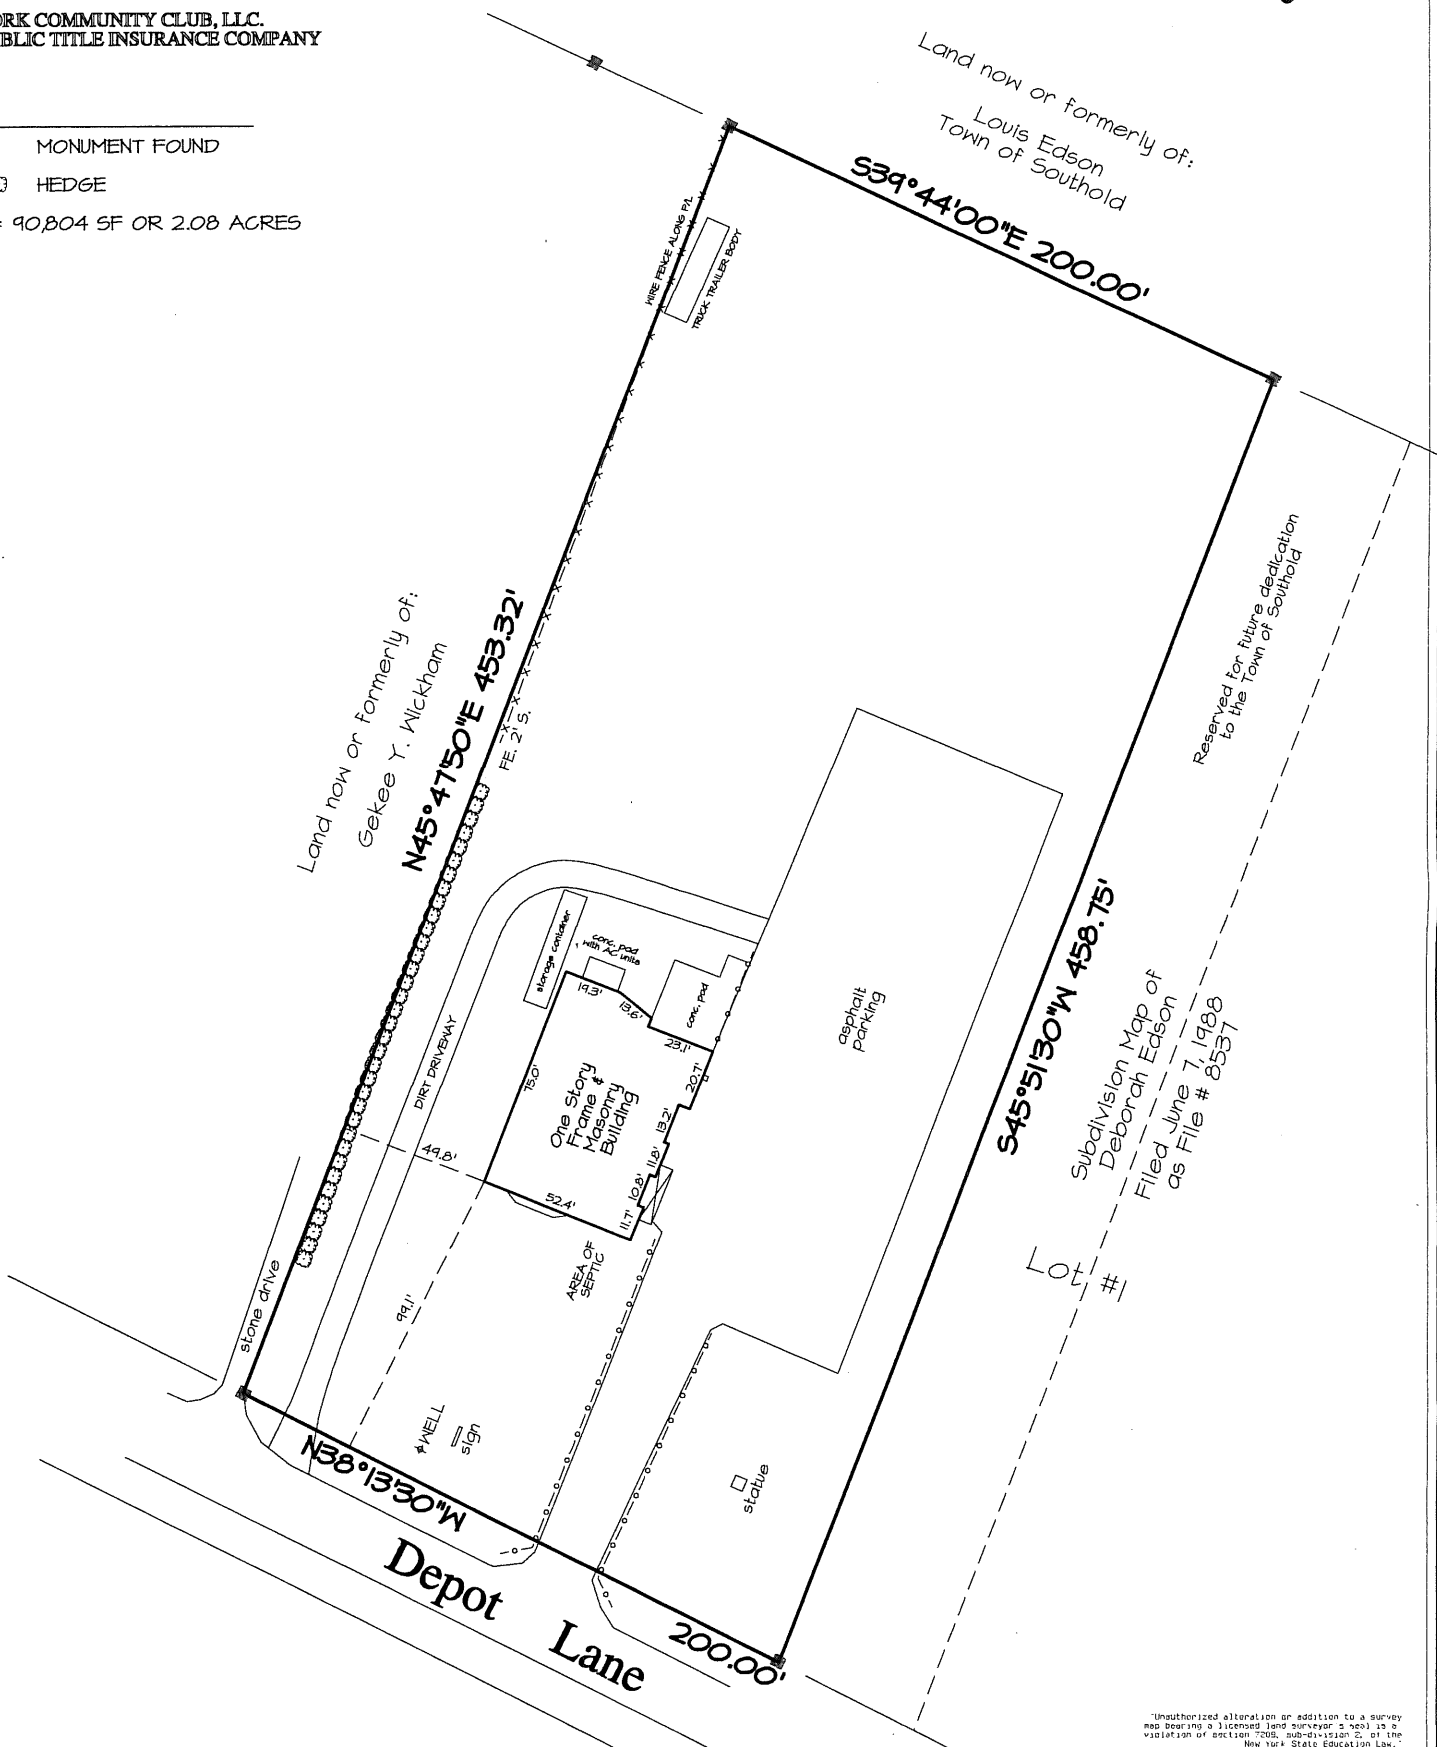 ORK COMMUNITY CLUB, LLC.
BLIC TITLE INSURANCE COMPANY
MONUMENT FOUND
HEDGE
= 90,804 SF OR 2.08 ACRES
Land now or formerly of:
Louis Edson
Town of Southold
S39°44'00"E 200.00'
WIRE FENCE ALONG P/L
TRUCK TRAILER BODY
Reserved for future dedication
to the Town of Southold
Land now or formerly of:
Gekee Y. Wickham
N45°47'50"E 453.32'
FE. 2' S.
storage container
conc. pad
with AC units
conc. pad
19.3'
13.6'
23.1'
20.7'
13.2'
11.8'
10.8'
11.7'
52.4'
75.0'
One Story
Frame &
Masonry
Building
asphalt
Parking
DIRT DRIVEWAY
49.8'
99.1'
AREA OF
SEPTIC
S45°51'30"W 458.75'
Subdivision Map of
Deborah Edson
Filed June 7, 1988
as File # 8537
Lot #1
stone drive
WELL
sign
statue
N38°13'30"W
200.00'
Depot Lane
"Unauthorized alteration or addition to a survey
map bearing a licensed land surveyor's seal is a
violation of section 7209, sub-division 2, of the
New York State Education Law."